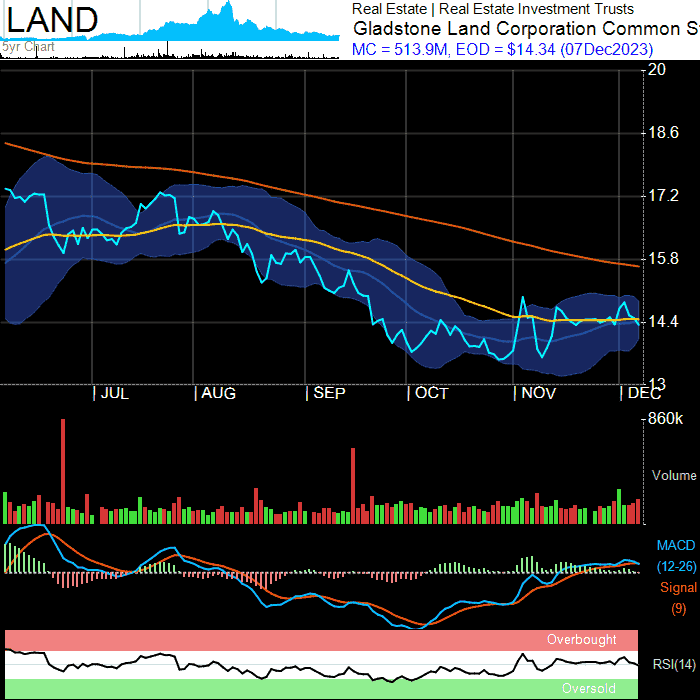 LAND
5yr Chart
Real Estate | Real Estate Investment Trusts
Gladstone Land Corporation Common St
MC = 513.9M, EOD = $14.34 (07Dec2023)
20
18.6
17.2
15.8
14.4
13
| JUL | AUG | SEP | OCT | NOV | DEC
860k
Volume
MACD
(12-26)
Signal
(9)
Overbought
RSI(14)
Oversold